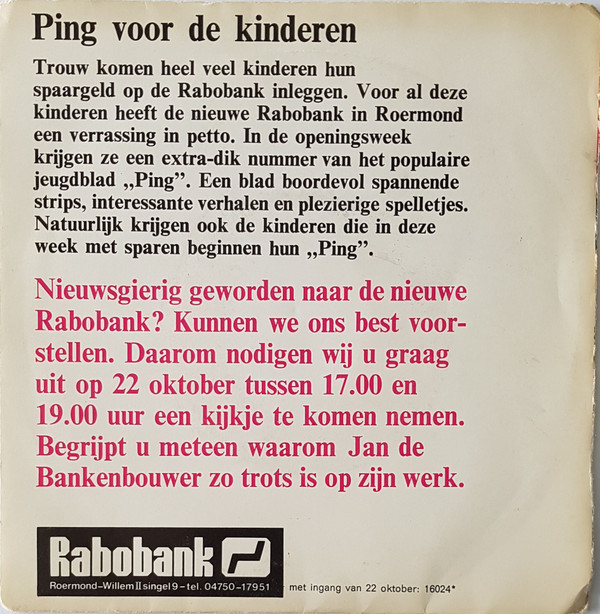 Ping voor de kinderen
Trouw komen heel veel kinderen hun
spaargeld op de Rabobank inleggen. Voor al deze
kinderen heeft de nieuwe Rabobank in Roermond
een verrassing in petto. In de openingsweek
krijgen ze een extra-dik nummer van het populaire
jeugdblad „Ping”. Een blad boordevol spannende
strips, interessante verhalen en plezierige spelletjes.
Natuurlijk krijgen ook de kinderen die in deze
week met sparen beginnen hun „Ping”.
Nieuwsgierig geworden naar de nieuwe
Rabobank? Kunnen we ons best voor-
stellen. Daarom nodigen wij u graag
uit op 22 oktober tussen 17.00 en
19.00 uur een kijkje te komen nemen.
Begrijpt u meteen waarom Jan de
Bankenbouwer zo trots is op zijn werk.
Rabobank
Roermond-Willem II singel 9-tel. 04750-17951
met ingang van 22 oktober: 16024*